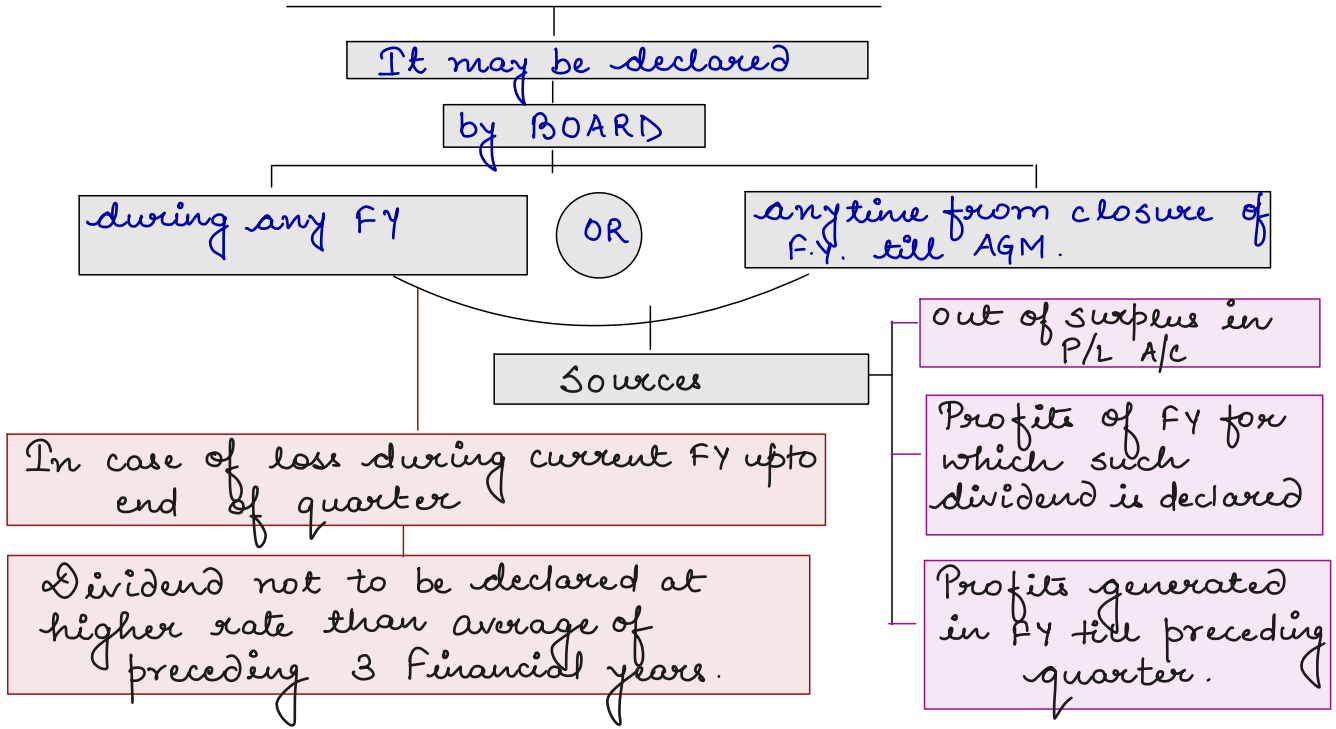 It may be declared
by BOARD
during any FY
OR
anytime from closure of
F.Y. till AGM.
Sources
out of surplus in
P/L A/C
Profits of FY for
which such
dividend is declared
Profits generated
in FY till preceding
quarter.
In case of loss during current FY upto
end of quarter
Dividend not to be declared at
higher rate than average of
preceding 3 Financial years.